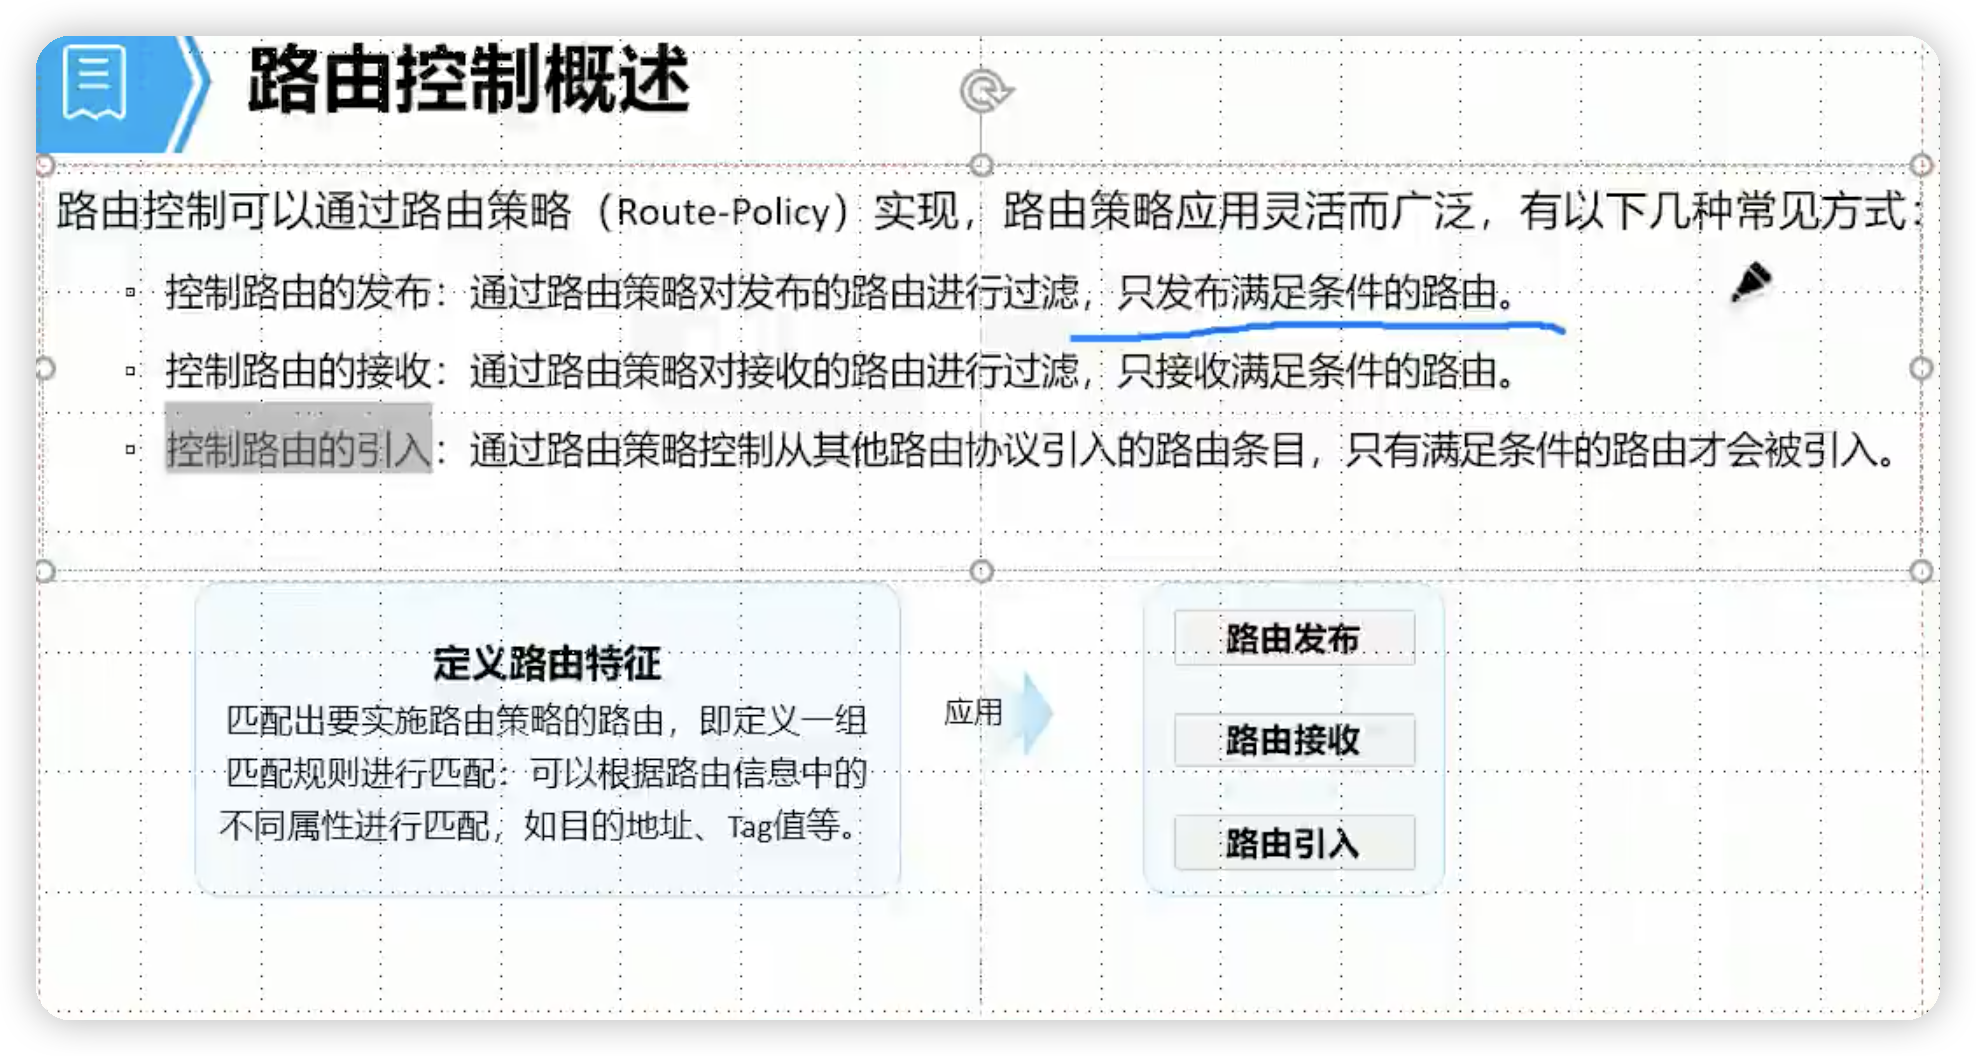 路由控制概述
路由控制可以通过路由策略（Route-Policy）实现，路由策略应用灵活而广泛，有以下几种常见方式：
▫ 控制路由的发布：通过路由策略对发布的路由进行过滤，只发布满足条件的路由。
▫ 控制路由的接收：通过路由策略对接收的路由进行过滤，只接收满足条件的路由。
▫ 控制路由的引入：通过路由策略控制从其他路由协议引入的路由条目，只有满足条件的路由才会被引入。
定义路由特征
匹配出要实施路由策略的路由，即定义一组
匹配规则进行匹配：可以根据路由信息中的
不同属性进行匹配，如目的地址、Tag值等。
应用
路由发布
路由接收
路由引入